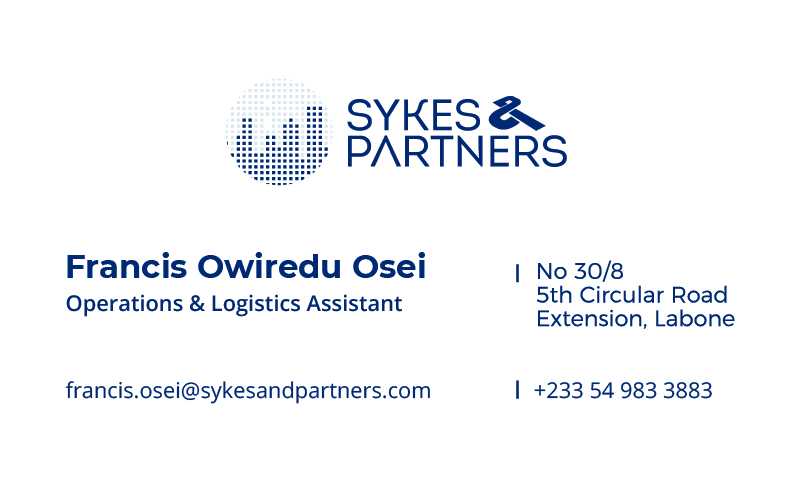 SYKES &
PARTNERS
Francis Owiredu Osei
Operations & Logistics Assistant
francis.osei@sykesandpartners.com
No 30/8
5th Circular Road
Extension, Labone
+233 54 983 3883